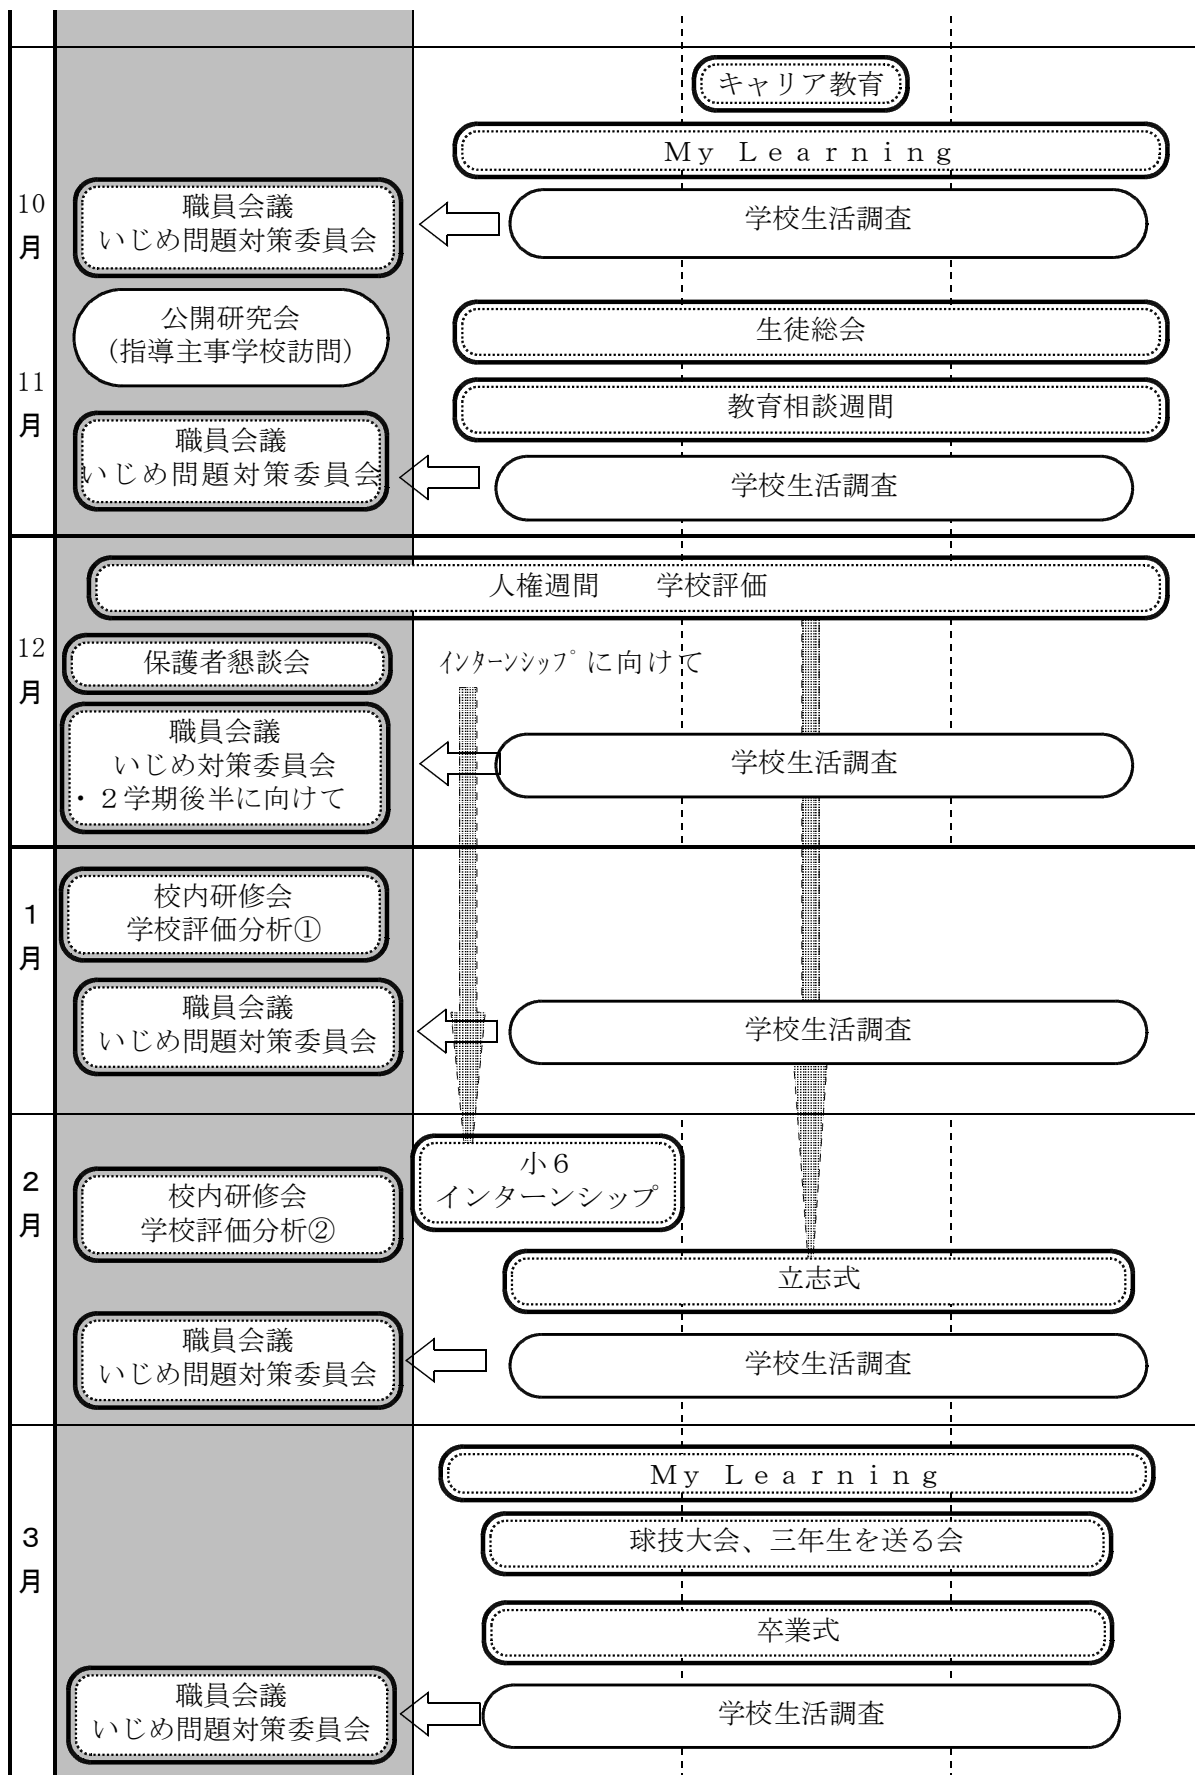 キャリア教育
Ｍｙ Ｌｅａｒｎｉｎｇ
10
月
職員会議
いじめ問題対策委員会
学校生活調査
公開研究会
（指導主事学校訪問）
生徒総会
11
月
教育相談週間
職員会議
いじめ問題対策委員会
学校生活調査
人権週間　　学校評価
12
月
保護者懇談会
ｲﾝﾀｰﾝｼｯﾌﾟに向けて
職員会議
いじめ対策委員会
・２学期後半に向けて
学校生活調査
１
月
校内研修会
学校評価分析①
職員会議
いじめ問題対策委員会
学校生活調査
２
月
小６
インターンシップ
校内研修会
学校評価分析②
立志式
職員会議
いじめ問題対策委員会
学校生活調査
３
月
Ｍｙ Ｌｅａｒｎｉｎｇ
球技大会、三年生を送る会
卒業式
職員会議
いじめ問題対策委員会
学校生活調査